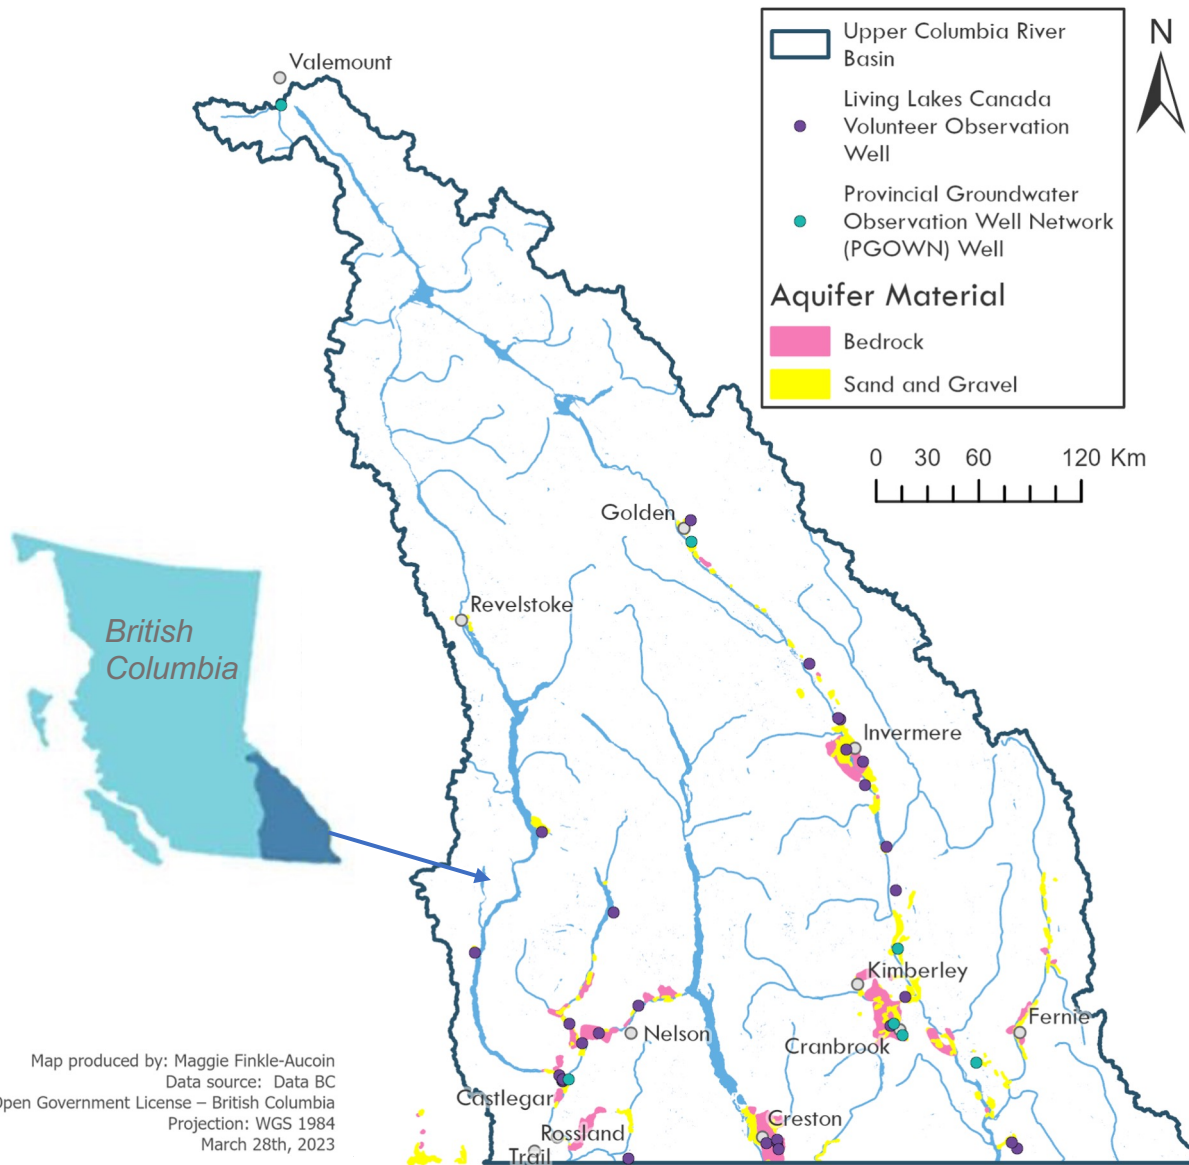 Upper Columbia River
Basin
Living Lakes Canada
Volunteer Observation
Well
Provincial Groundwater
Observation Well Network
(PGOWN) Well
Aquifer Material
Bedrock
Sand and Gravel
N
0 30 60 120 Km
Valemount
Golden
Revelstoke
British
Columbia
Invermere
Kimberley
Fernie
Nelson
Cranbrook
Castlegar
Creston
Rossland
Trail
Map produced by: Maggie Finkle-Aucoin
Data source: Data BC
Open Government License – British Columbia
Projection: WGS 1984
March 28th, 2023